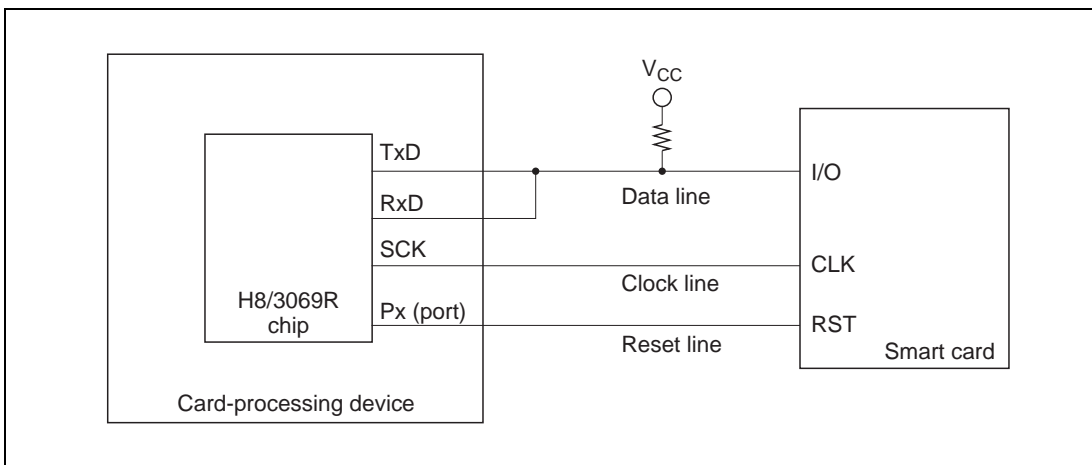 V_CC
TxD
RxD
SCK
Px (port)
H8/3069R
chip
Card-processing device
Data line
Clock line
Reset line
I/O
CLK
RST
Smart card